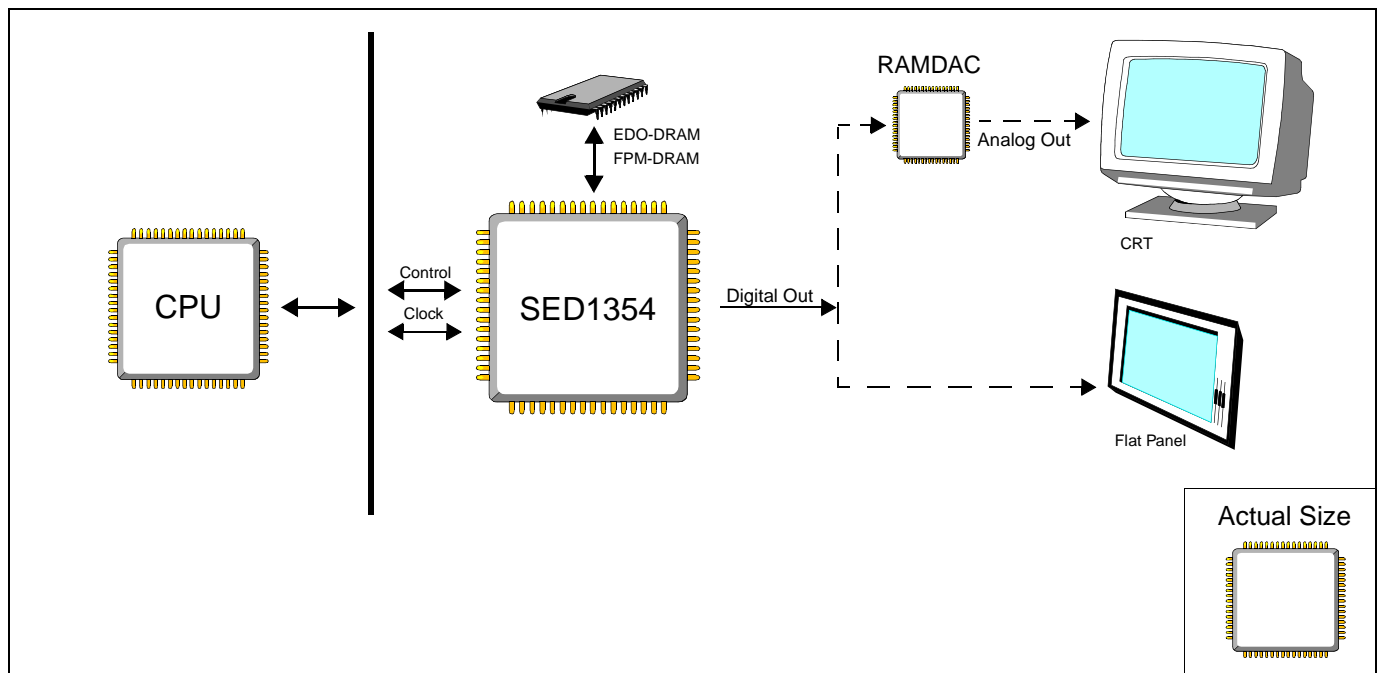 RAMDAC
EDO-DRAM
FPM-DRAM
Analog Out
CRT
CPU
Control
Clock
SED1354
Digital Out
Flat Panel
Actual Size